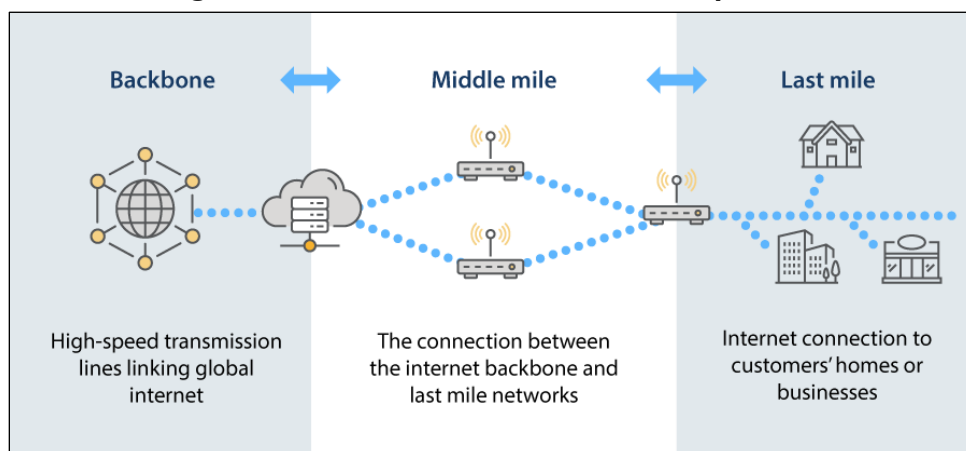 Backbone
Middle mile
Last mile
High-speed transmission
lines linking global
internet
The connection between
the internet backbone and
last mile networks
Internet connection to
customers’ homes or
businesses